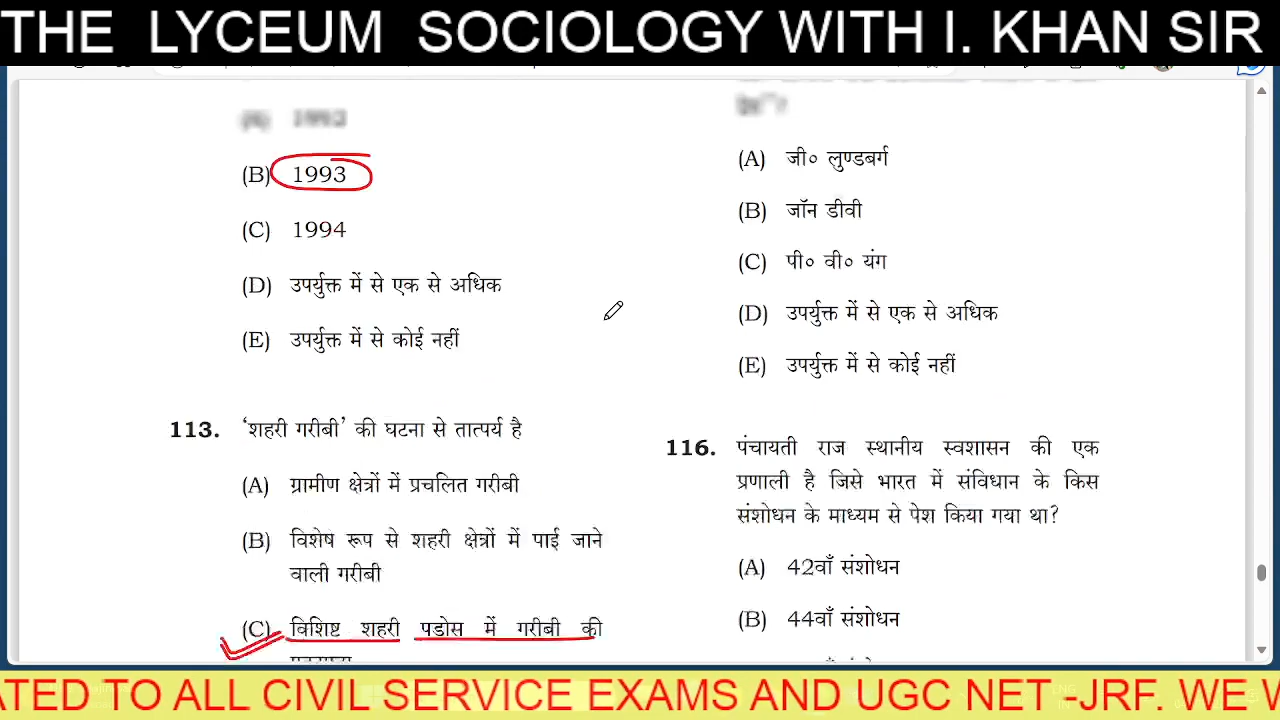 THE LYCEUM SOCIOLOGY WITH I. KHAN SIR
(B) 1993
(C) 1994
(D) उपर्युक्त में से एक से अधिक
(E) उपर्युक्त में से कोई नहीं
113. ‘शहरी गरीबी’ की घटना से तात्पर्य है
(A) ग्रामीण क्षेत्रों में प्रचलित गरीबी
(B) विशेष रूप से शहरी क्षेत्रों में पाई जाने
वाली गरीबी
(C) विशिष्ट शहरी पडोस में गरीबी की
(A) जी० लुण्डबर्ग
(B) जॉन डीवी
(C) पी० वी० यंग
(D) उपर्युक्त में से एक से अधिक
(E) उपर्युक्त में से कोई नहीं
116. पंचायती राज स्थानीय स्वशासन की एक
प्रणाली है जिसे भारत में संविधान के किस
संशोधन के माध्यम से पेश किया गया था?
(A) 42वाँ संशोधन
(B) 44वाँ संशोधन
ATED TO ALL CIVIL SERVICE EXAMS AND UGC NET -JRF. WE W